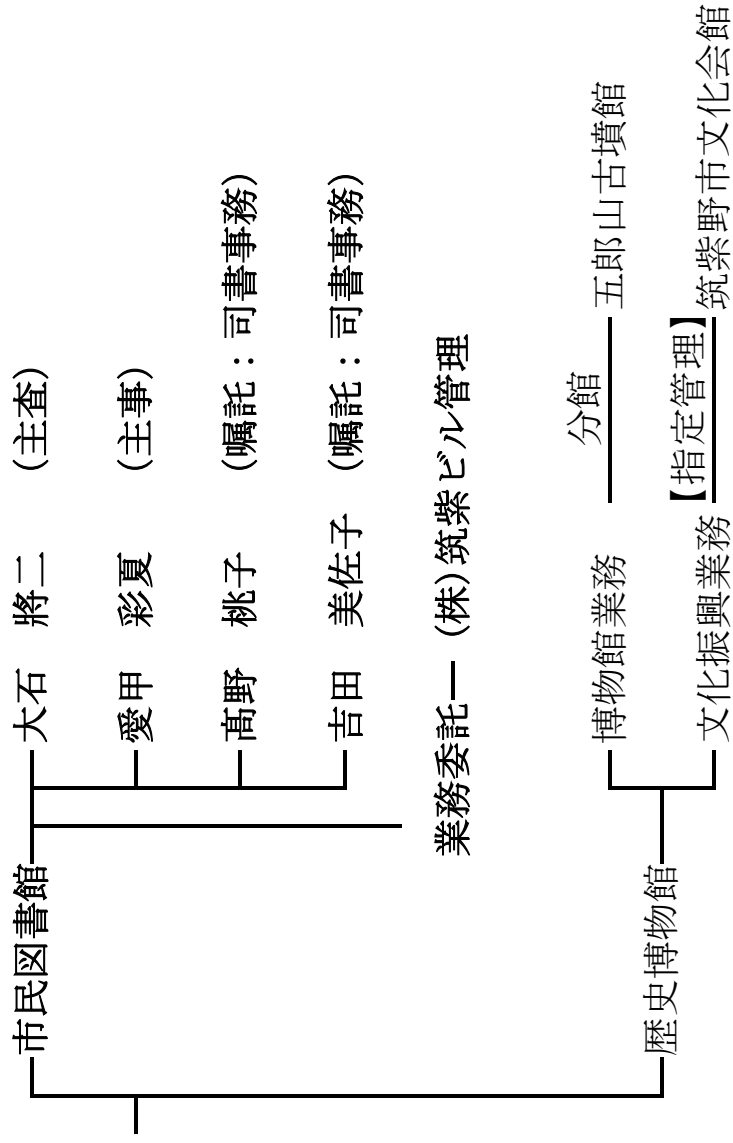 市民図書館
大石　將二　（主査）
愛甲　彩夏　（主事）
髙野　桃子　（嘱託：司書事務）
吉田　美佐子　（嘱託：司書事務）
業務委託 ― （株）筑紫ビル管理
歴史博物館
博物館業務
分館
五郎山古墳館
文化振興業務
【指定管理】
筑紫野市文化会館